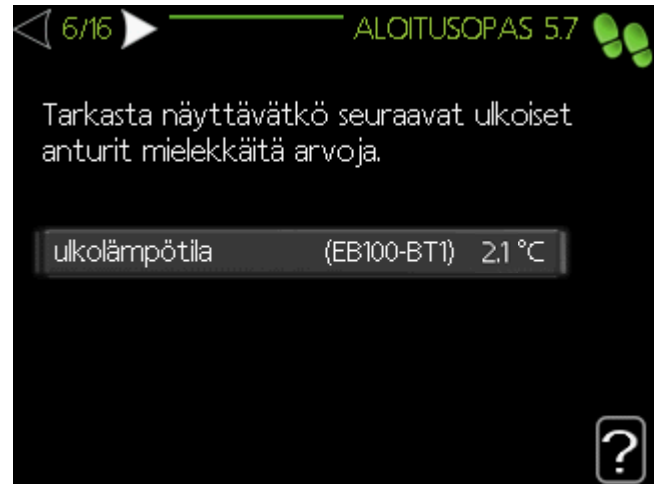 6/16 ALOITUSOPAS 5.7
Tarkasta näyttävätkö seuraavat ulkoiset
anturit mielekkäitä arvoja.
ulkolämpötila (EB100-BT1) 2.1 °C
?